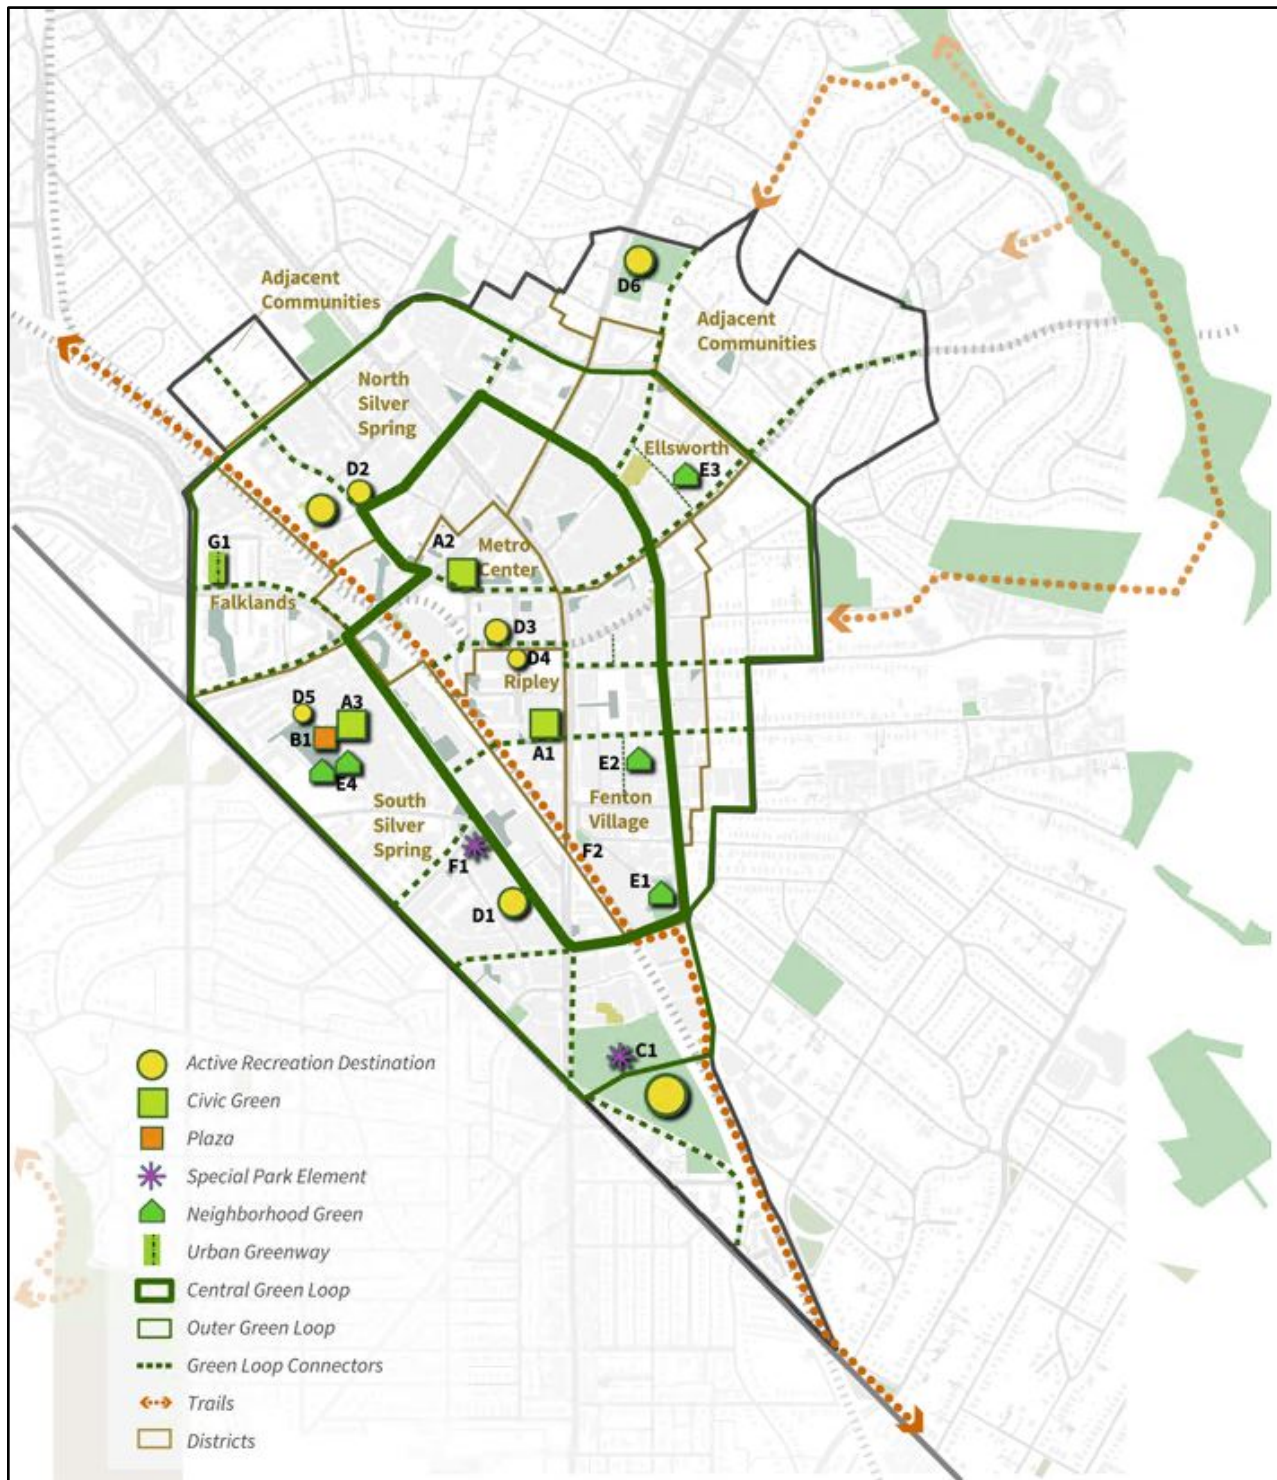 D6
Adjacent
Communities
Adjacent
Communities
North
Silver
Spring
Ellsworth
E3
D2
A2
Metro
Center
G1
Falklands
D3
D4
Ripley
D5
A3
B1
E4
A1
E2
Fenton
Village
South
Silver
Spring
F1
F2
E1
D1
C1
Active Recreation Destination
Civic Green
Plaza
Special Park Element
Neighborhood Green
Urban Greenway
Central Green Loop
Outer Green Loop
Green Loop Connectors
Trails
Districts